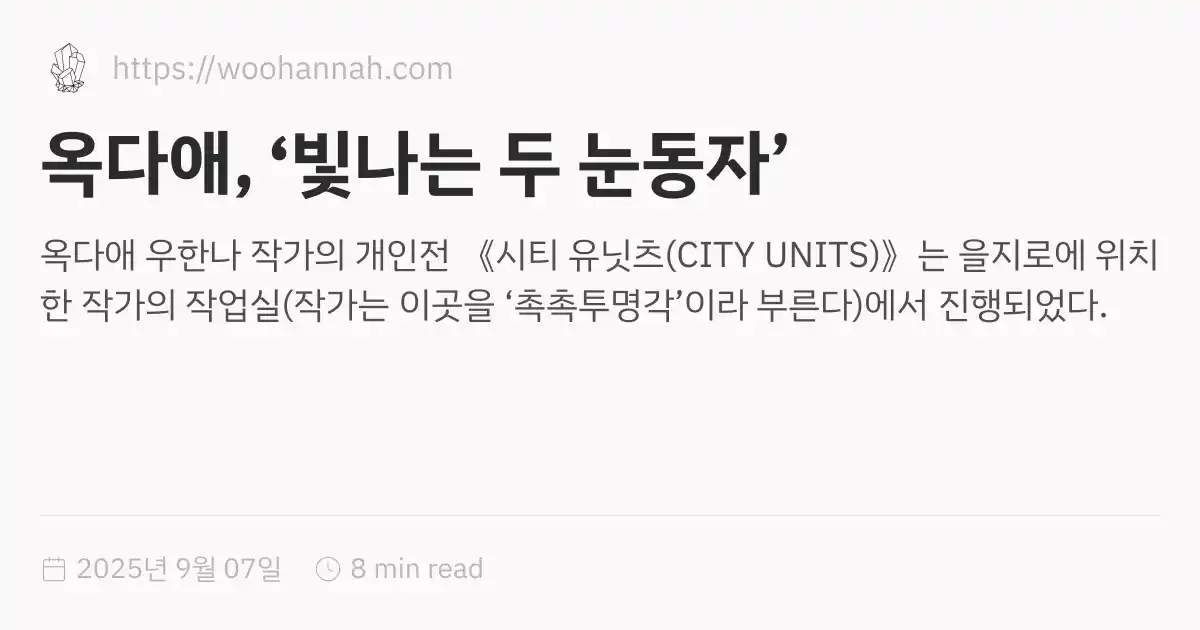 https://woohannah.com
옥다애, ‘빛나는 두 눈동자’
옥다애 우한나 작가의 개인전 《시티 유닛츠(CITY UNITS)》는 을지로에 위치
한 작가의 작업실(작가는 이곳을 ‘촉촉투명각’이라 부른다)에서 진행되었다.
2025년 9월 07일 8 min read